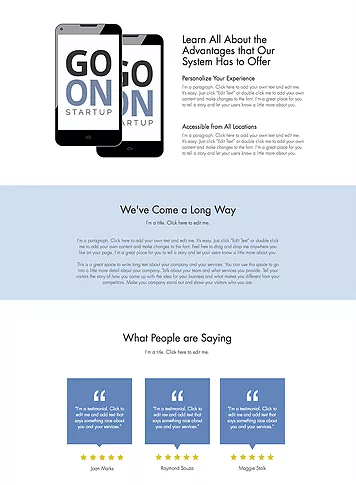 GO
ON
STARTUP
GO
ON
STARTUP
Learn All About the
Advantages that Our
System Has to Offer
Personalize Your Experience
I'm a paragraph. Click here to add your own text and edit me.
It's easy. Just click "Edit Text" or double click me to add your own
content and make changes to the font. I'm a great place for you
to tell a story and let your users know a little more about you.
Accessible from All Locations
I'm a paragraph. Click here to add your own text and edit me.
It's easy. Just click "Edit Text" or double click me to add your own
content and make changes to the font. I'm a great place for you
to tell a story and let your users know a little more about you.
We've Come a Long Way
I'm a title. Click here to edit me.
I'm a paragraph. Click here to add your own text and edit me. It's easy. Just click "Edit Text" or double click
me to add your own content and make changes to the font. Feel free to drag and drop me anywhere you
like on your page. I'm a great place for you to tell a story and let your users know a little more about you.
This is a great space to write long text about your company and your services. You can use this space to go
into a little more detail about your company. Talk about your team and what services you provide. Tell your
visitors the story of how you came up with the idea for your business and what makes you different from your
competitors. Make your company stand out and show your visitors who you are.
What People are Saying
I'm a title. Click here to edit me.
“
"I'm a testimonial. Click to
edit me and add text that
says something nice about
you and your services."
Joan Marks
“
"I'm a testimonial. Click to
edit me and add text that
says something nice about
you and your services."
Raymond Souza
“
"I'm a testimonial. Click to
edit me and add text that
says something nice about
you and your services."
Maggie Stolk